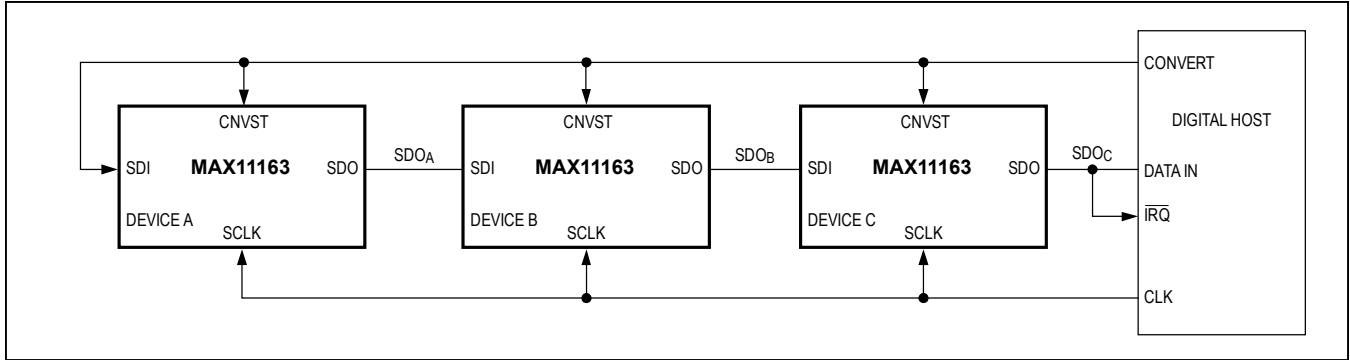 CONVERT
DIGITAL HOST
DATA IN
IRQ
CLK
CNVST
SDI MAX11163 SDO
DEVICE A
SCLK
SDOA
CNVST
SDI MAX11163 SDO
DEVICE B
SCLK
SDOB
CNVST
SDI MAX11163 SDO
DEVICE C
SCLK
SDOC